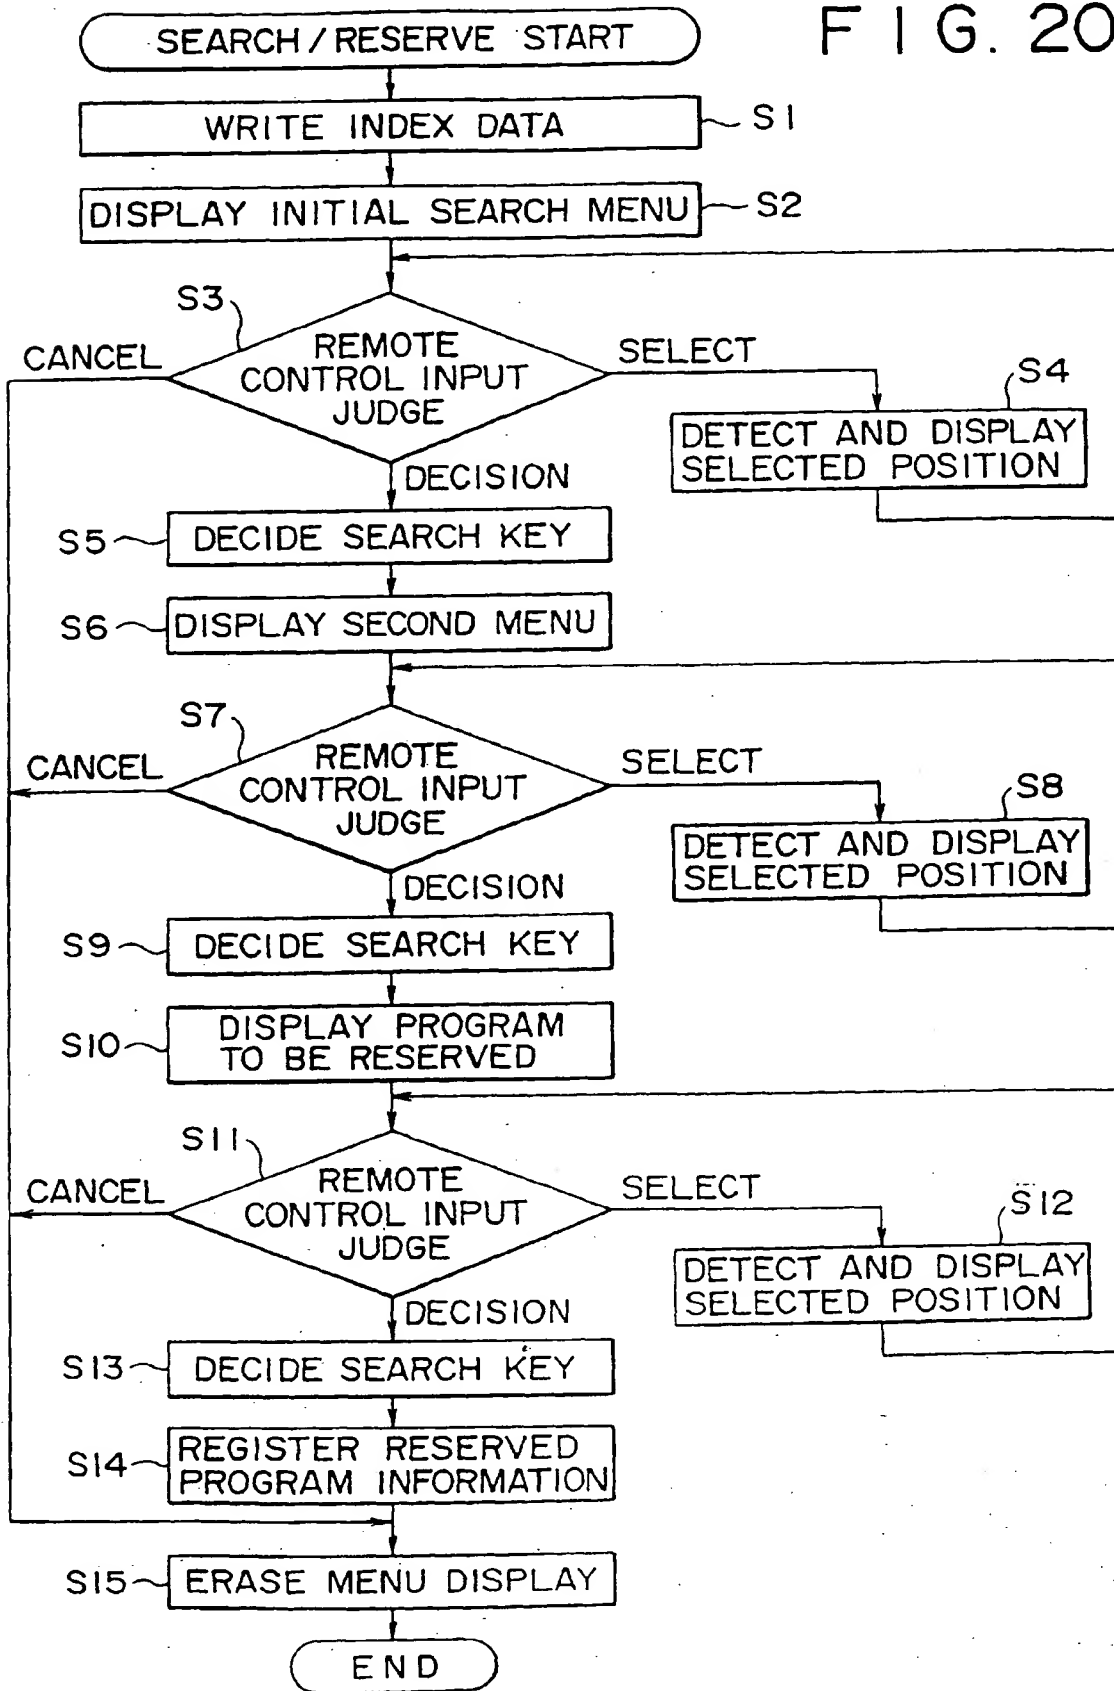 FIG. 20
SEARCH/RESERVE START
WRITE INDEX DATA
S1
DISPLAY INITIAL SEARCH MENU
S2
S3
CANCEL
REMOTE
CONTROL INPUT
JUDGE
SELECT
S4
DETECT AND DISPLAY
SELECTED POSITION
DECISION
S5
DECIDE SEARCH KEY
S6
DISPLAY SECOND MENU
S7
CANCEL
REMOTE
CONTROL INPUT
JUDGE
SELECT
S8
DETECT AND DISPLAY
SELECTED POSITION
DECISION
S9
DECIDE SEARCH KEY
S10
DISPLAY PROGRAM
TO BE RESERVED
S11
CANCEL
REMOTE
CONTROL INPUT
JUDGE
SELECT
S12
DETECT AND DISPLAY
SELECTED POSITION
DECISION
S13
DECIDE SEARCH KEY
S14
REGISTER RESERVED
PROGRAM INFORMATION
S15
ERASE MENU DISPLAY
END